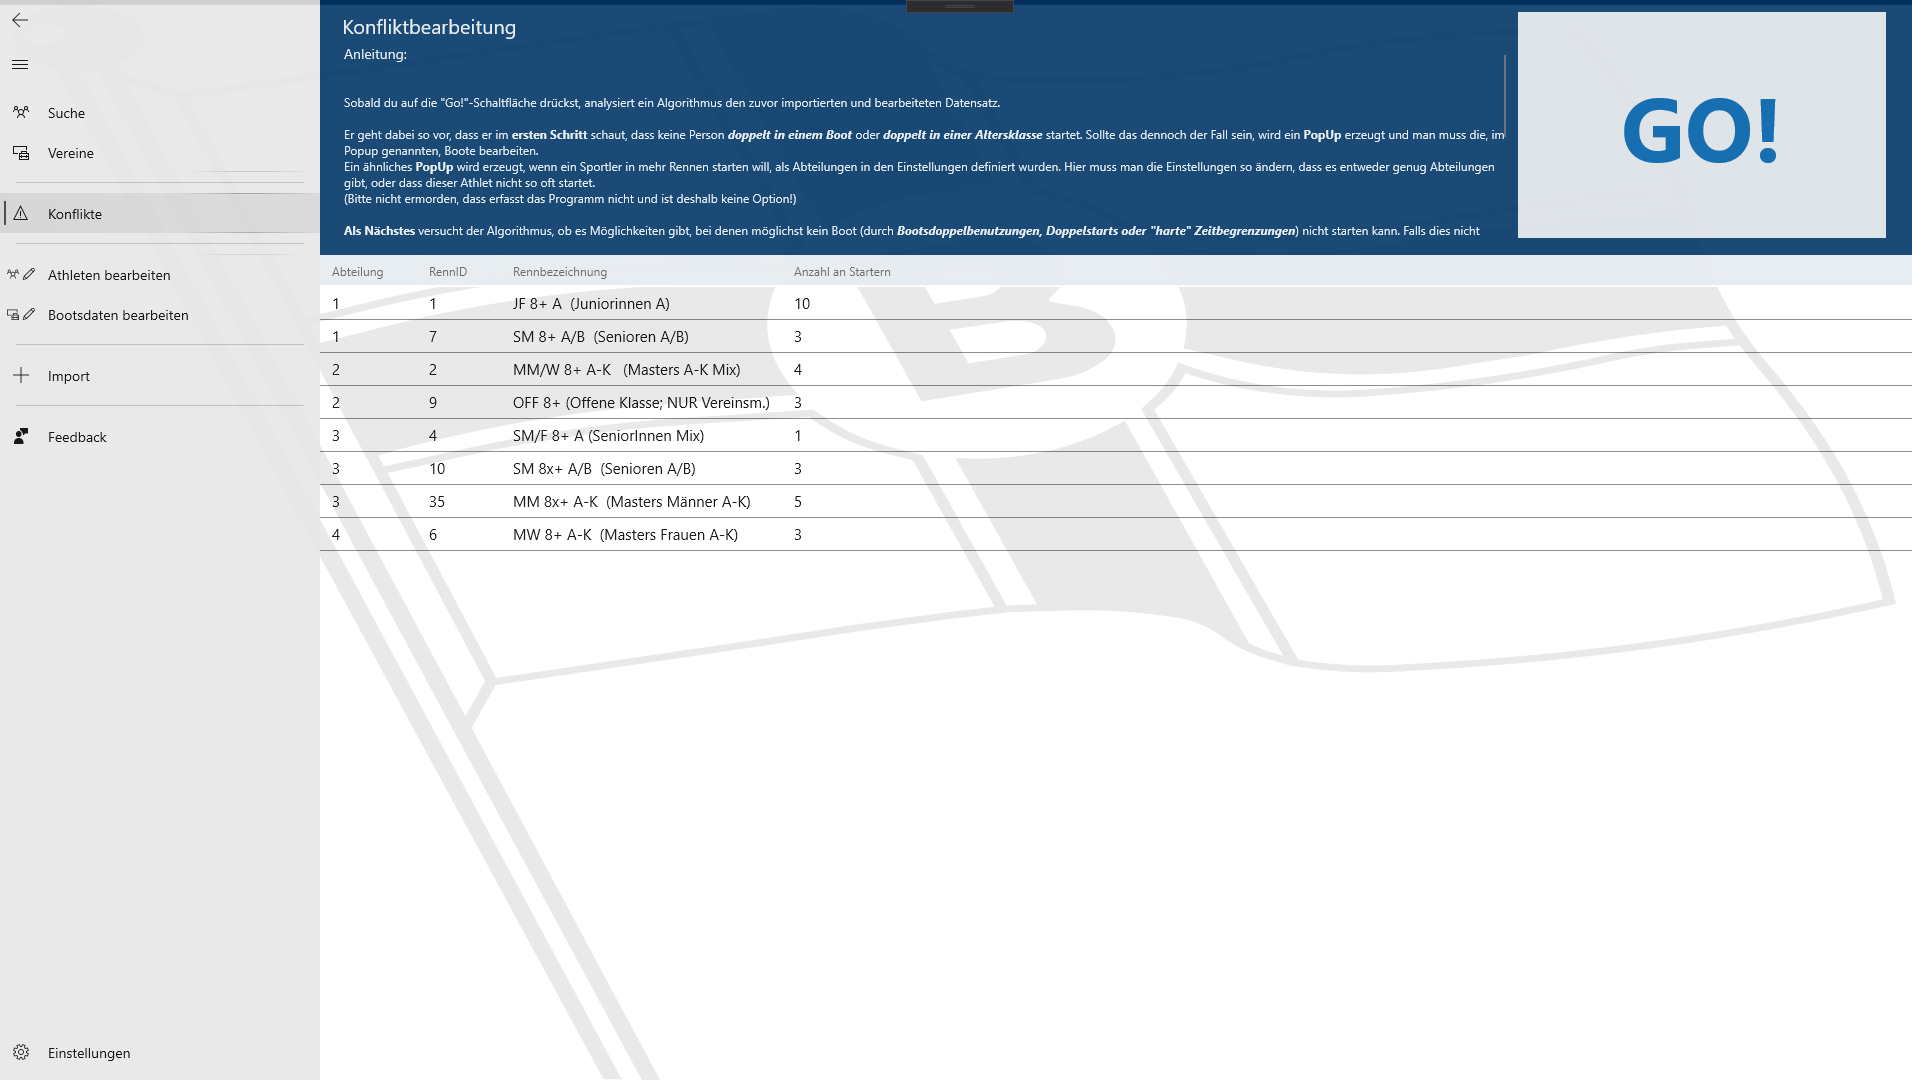 Konfliktbearbeitung
Anleitung:
Sobald du auf die "Go!"-Schaltfläche drückst, analysiert ein Algorithmus den zuvor importierten und bearbeiteten Datensatz.
Er geht dabei so vor, dass er im ersten Schritt schaut, dass keine Person doppelt in einem Boot oder doppelt in einer Altersklasse startet. Sollte das dennoch der Fall sein, wird ein PopUp erzeugt und man muss die, im
Popup genannten, Boote bearbeiten.
Ein ähnliches PopUp wird erzeugt, wenn ein Sportler in mehr Rennen starten will, als Abteilungen in den Einstellungen definiert wurden. Hier muss man die Einstellungen so ändern, dass es entweder genug Abteilungen
gibt, oder dass dieser Athlet nicht so oft startet.
(Bitte nicht ermorden, dass erfasst das Programm nicht und ist deshalb keine Option!)
Als Nächstes versucht der Algorithmus, ob es Möglichkeiten gibt, bei denen möglichst kein Boot (durch Bootsdoppelbenutzungen, Doppelstarts oder "harte" Zeitbegrenzungen) nicht starten kann. Falls dies nicht
GO!
Suche
Vereine
Konflikte
Athleten bearbeiten
Bootsdaten bearbeiten
Import
Feedback
Einstellungen
Abteilung RennID Rennbezeichnung Anzahl an Startern
1 1 JF 8+ A (Juniorinnen A) 10
1 7 SM 8+ A/B (Senioren A/B) 3
2 2 MM/W 8+ A-K (Masters A-K Mix) 4
2 9 OFF 8+ (Offene Klasse; NUR Vereinsm.) 3
3 4 SM/F 8+ A (SeniorInnen Mix) 1
3 10 SM 8x+ A/B (Senioren A/B) 3
3 35 MM 8x+ A-K (Masters Männer A-K) 5
4 6 MW 8+ A-K (Masters Frauen A-K) 3
B